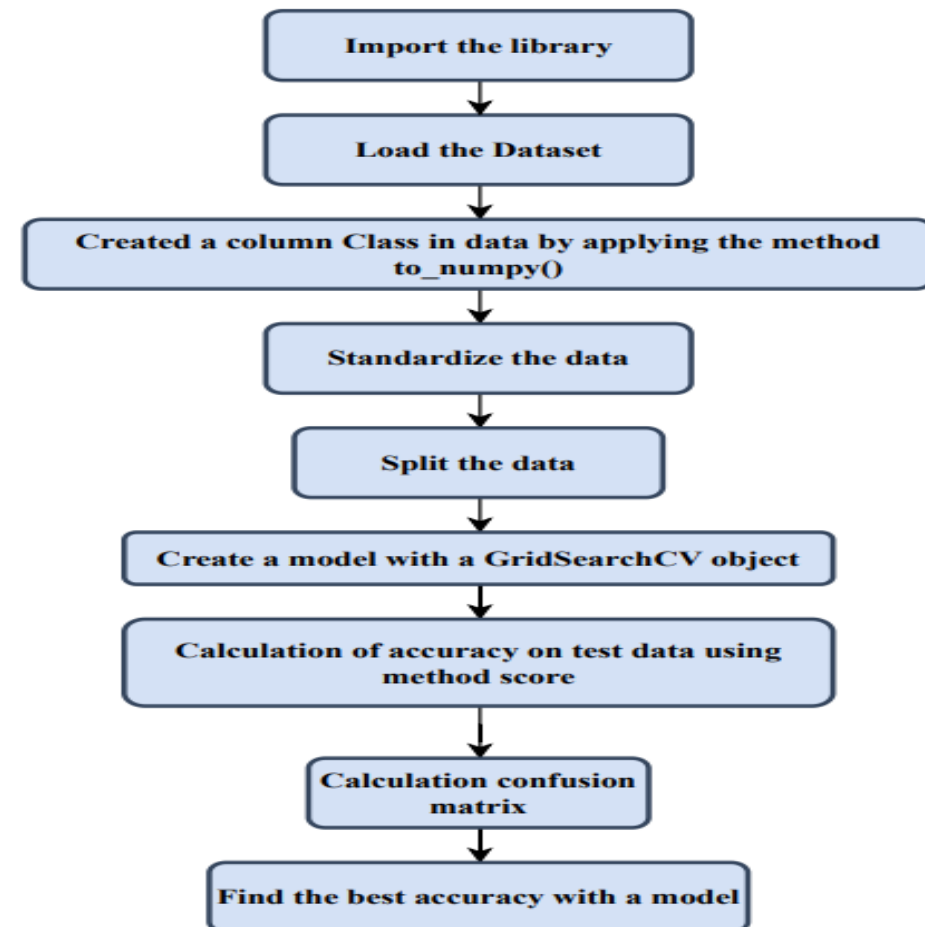 Import the library
Load the Dataset
Created a column Class in data by applying the method
to_numpy()
Standardize the data
Split the data
Create a model with a GridSearchCV object
Calculation of accuracy on test data using
method score
Calculation confusion
matrix
Find the best accuracy with a model